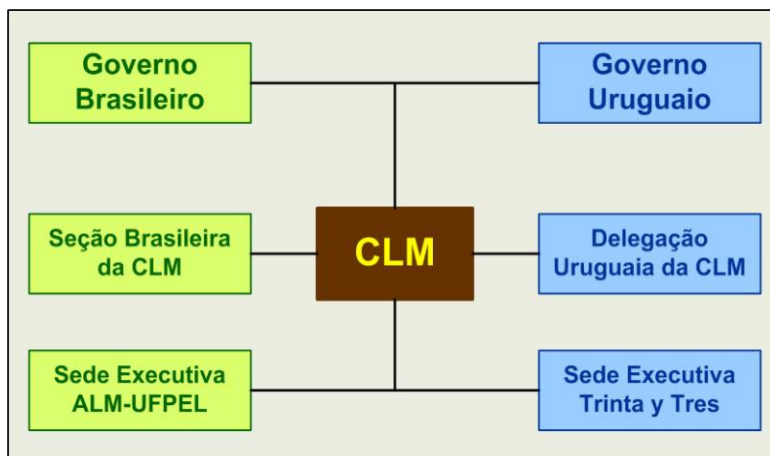 Governo
Brasileiro
Governo
Uruguaio
Seção Brasileira
da CLM
CLM
Delegação
Uruguaia da CLM
Sede Executiva
ALM-UFPEL
Sede Executiva
Trinta y Tres